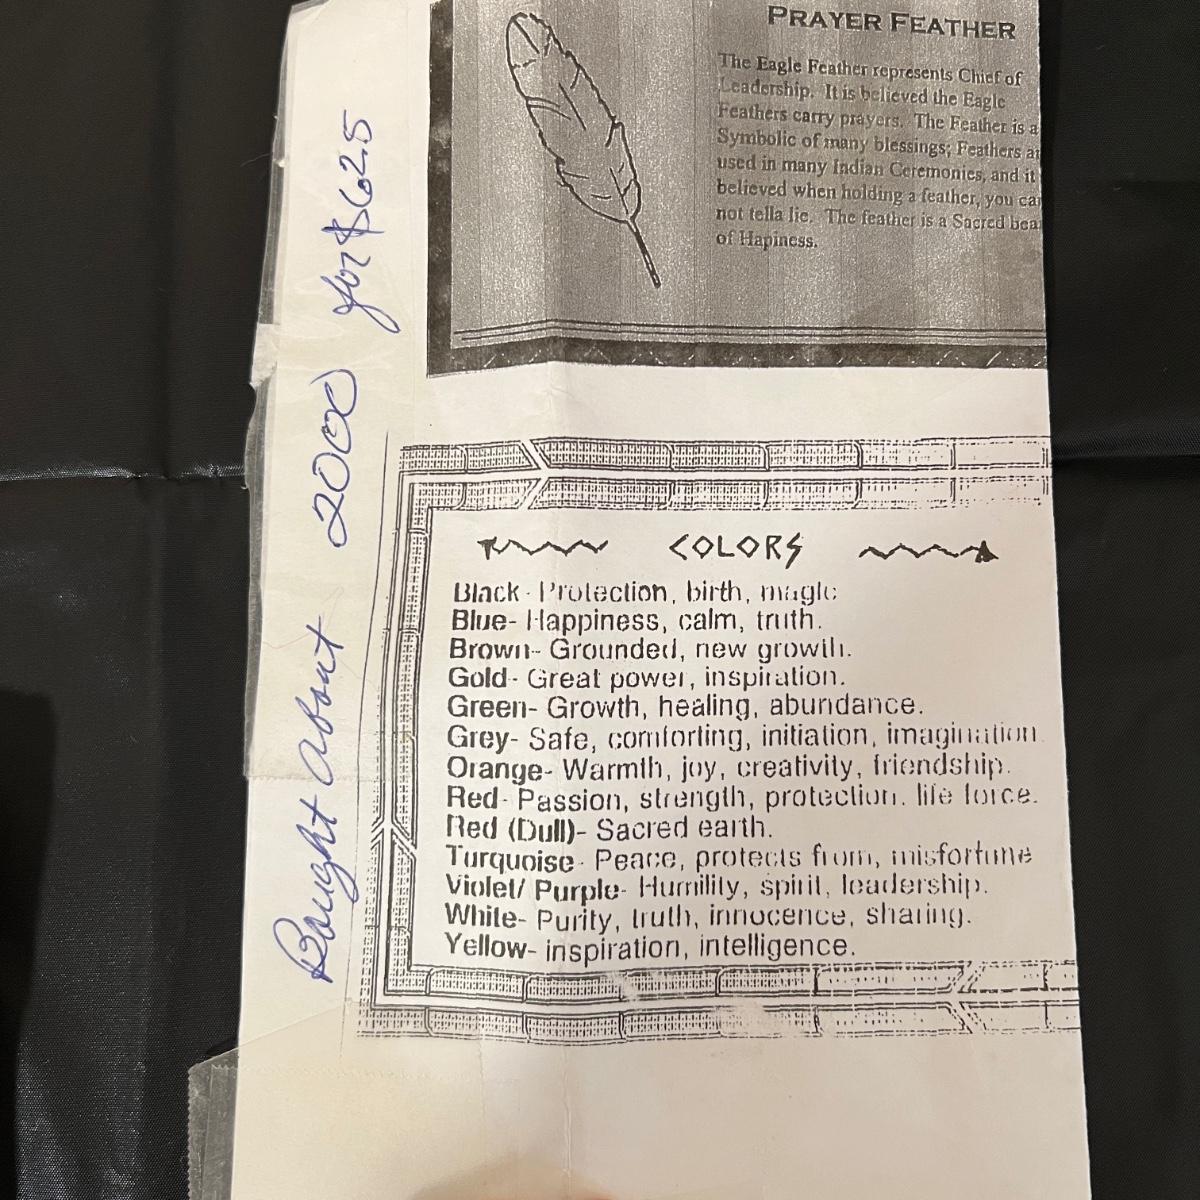 PRAYER FEATHER
The Eagle Feather represents Chief of
Leadership. It is believed the Eagle
Feathers carry prayers. The Feather is a
Symbolic of many blessings; Feathers ar
used in many Indian Ceremonies, and it
believed when holding a feather, you can
not tella lie. The feather is a Sacred bea
of Hapiness.
COLORS
Black- Protection, birth, magic
Blue- Happiness, calm, truth.
Brown- Grounded, new growth.
Gold- Great power, inspiration.
Green- Growth, healing, abundance.
Grey- Safe, comforting, initiation, imagination.
Orange- Warmth, joy, creativity, friendship.
Red- Passion, strength, protection. life force.
Red (Dull)- Sacred earth.
Turquoise- Peace, protects from, misfortune
Violet/ Purple- Humility, spirit, leadership.
White- Purity, truth, innocence, sharing.
Yellow- inspiration, intelligence.
Bought about 2000 for $625